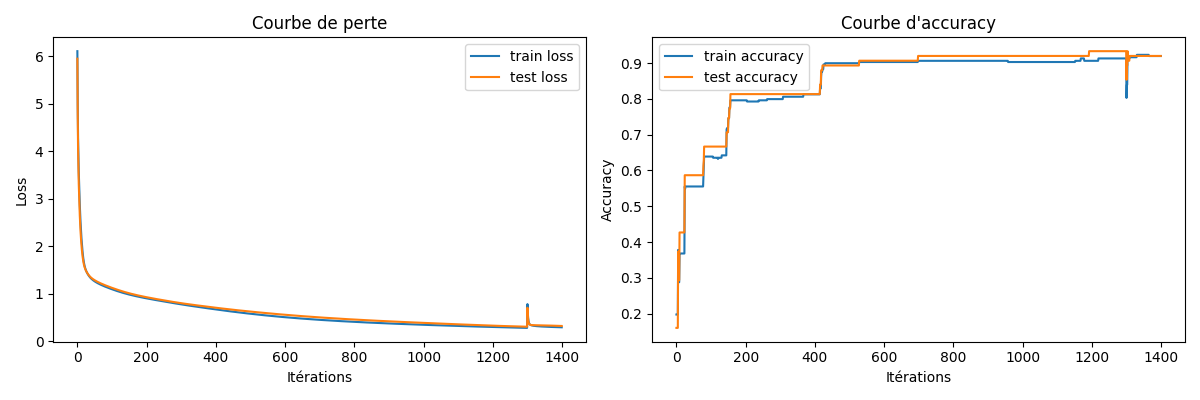 Courbe de perte
train loss
test loss
Loss
6
5
4
3
2
1
0
0 200 400 600 800 1000 1200 1400
Itérations
Courbe d'accuracy
train accuracy
test accuracy
Accuracy
0.9
0.8
0.7
0.6
0.5
0.4
0.3
0.2
0 200 400 600 800 1000 1200 1400
Itérations